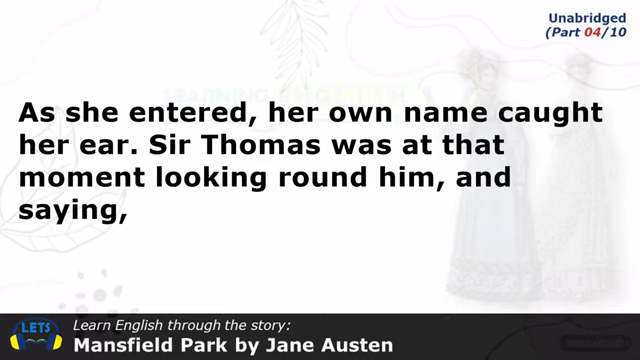 Unabridged
(Part 04/10
LEARNING
As she entered, her own name caught
her ear. Sir Thomas was at that
moment looking round him, and
saying,
LETS
Learn English through the story:
Mansfield Park by Jane Austen